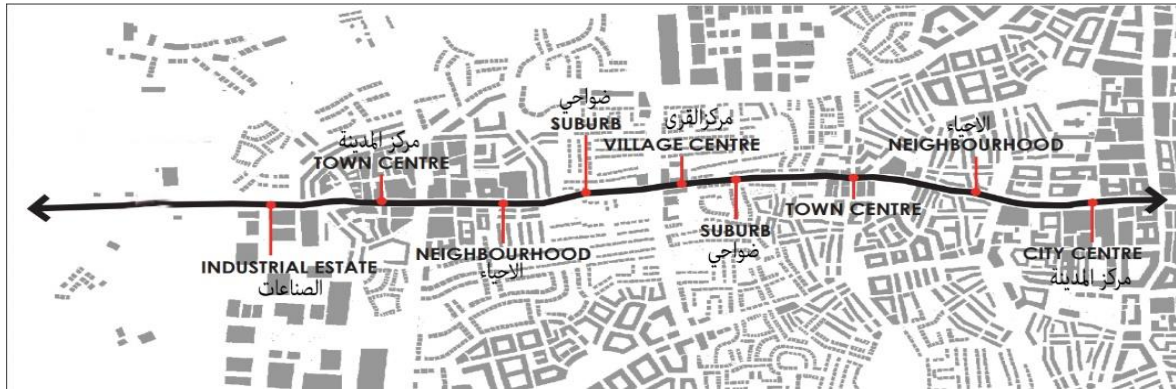 مركز المدينة
TOWN CENTRE
ضواحي
SUBURB
مركز القرى
VILLAGE CENTRE
الاحياء
NEIGHBOURHOOD
INDUSTRIAL ESTATE
الصناعات
NEIGHBOURHOOD
الاحياء
SUBURB
ضواحي
TOWN CENTRE
CITY CENTRE
مركز المدينة